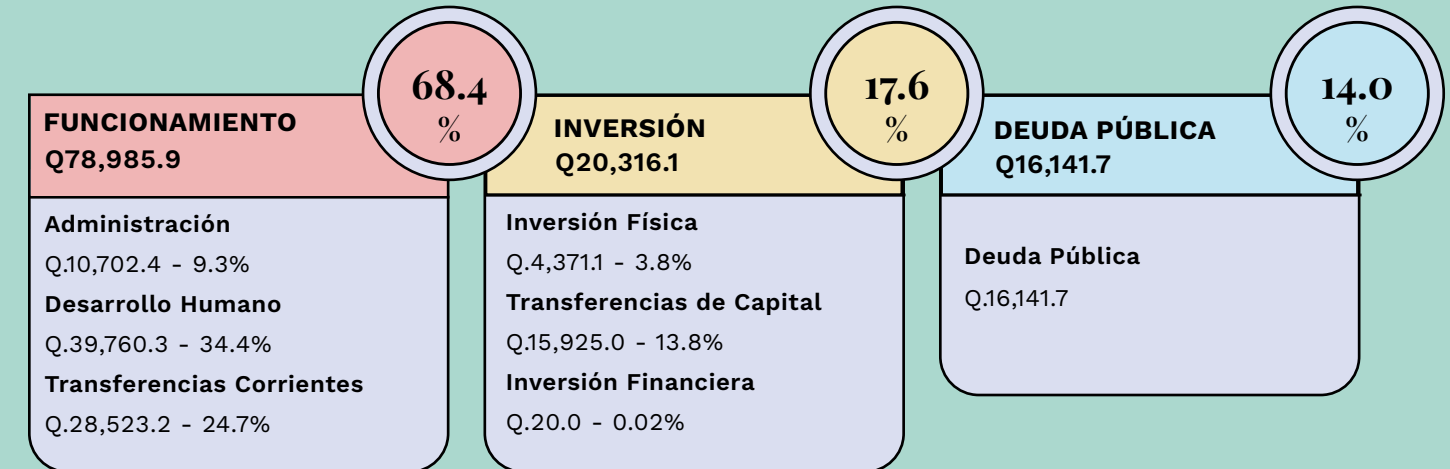 68.4
%
FUNCIONAMIENTO
Q78,985.9
Administración
Q.10,702.4 - 9.3%
Desarrollo Humano
Q.39,760.3 - 34.4%
Transferencias Corrientes
Q.28,523.2 - 24.7%
17.6
%
INVERSIÓN
Q20,316.1
Inversión Física
Q.4,371.1 - 3.8%
Transferencias de Capital
Q.15,925.0 - 13.8%
Inversión Financiera
Q.20.0 - 0.02%
14.0
%
DEUDA PÚBLICA
Q16,141.7
Deuda Pública
Q.16,141.7